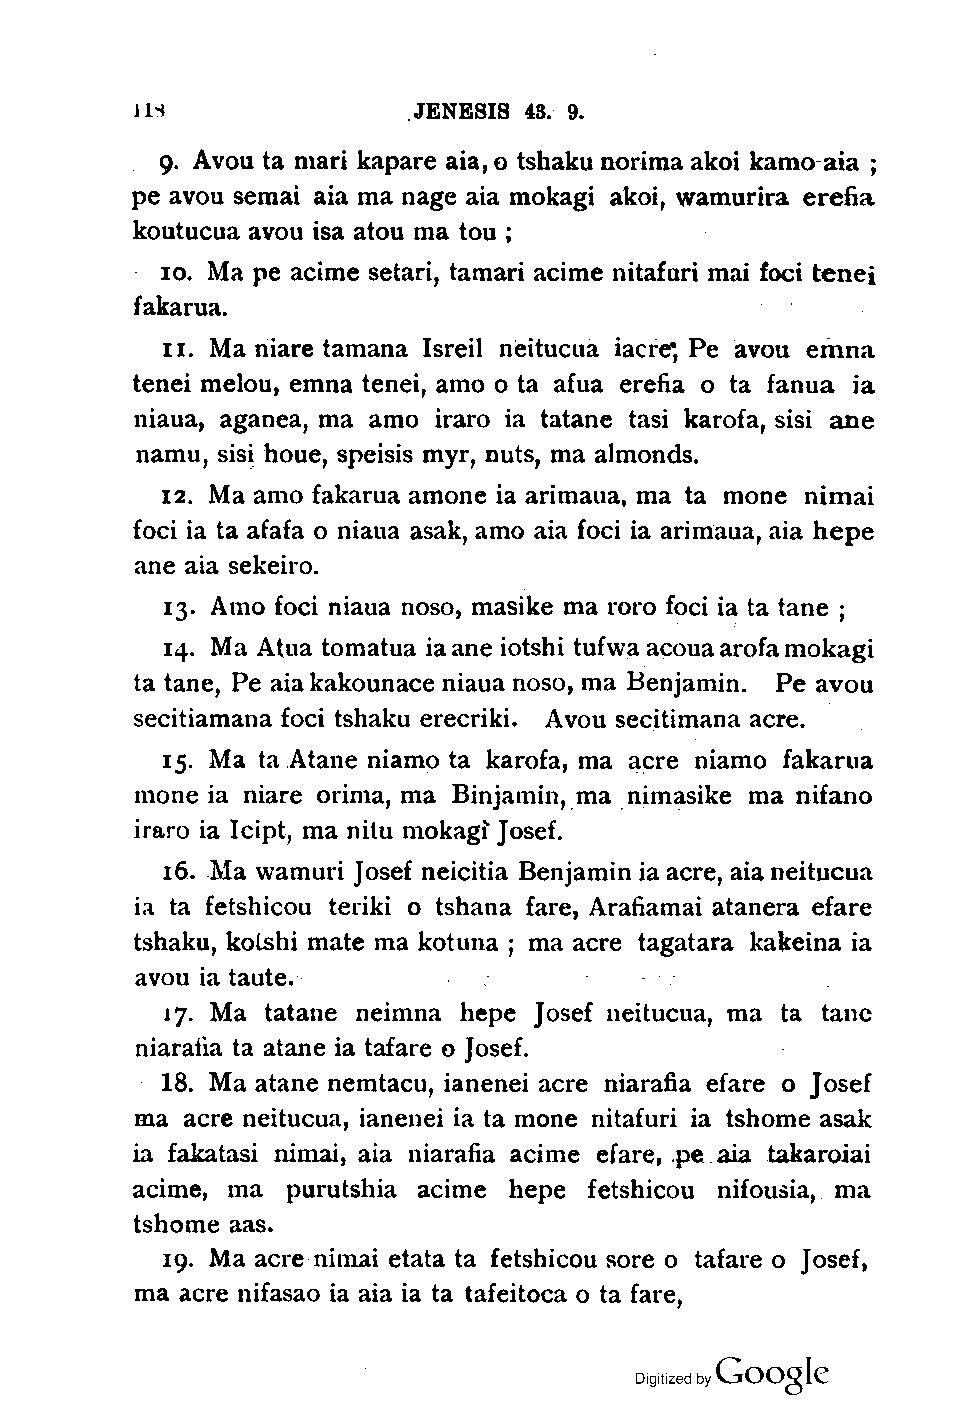 118 JENESIS 43. 9.
9. Avou ta mari kapare aia, o tshaku norima akoi kamo-aia ;
pe avou semai aia ma nage aia mokagi akoi, wamurira erefia
koutucua avou isa atou ma tou ;
10. Ma pe acime setari, tamari acime nitafuri mai foci tenei
fakarua.
11. Ma niare tamana Isreil neitucua iacre; Pe avou emna
tenei melou, emna tenei, amo o ta afua erefia o ta fanua ia
niaua, aganea, ma amo iraro ia tatane tasi karofa, sisi ane
namu, sisi houe, speisis myr, nuts, ma almonds.
12. Ma amo fakarua amone ia arimaua, ma ta mone nimai
foci ia ta afafa o niaua asak, amo aia foci ia arimaua, aia hepe
ane aia sekeiro.
13. Amo foci niaua noso, masike ma roro foci ia ta tane ;
14. Ma Atua tomatua ia ane iotshi tufwa acoua arofa mokagi
ta tane, Pe aia kakounace niaua noso, ma Benjamin. Pe avou
secitiamana foci tshaku erecriki. Avou secitimana acre.
15. Ma ta Atane niamo ta karofa, ma acre niamo fakarua
mone ia niare orima, ma Binjamin, ma nimasike ma nifano
iraro ia Icipt, ma nitu mokagi Josef.
16. Ma wamuri Josef neicitia Benjamin ia acre, aia neitucua
ia ta fetshicou teriki o tshana fare, Arafiamai atanera efare
tshaku, kotshi mate ma kotuna ; ma acre tagatara kakeina ia
avou ia taute.
17. Ma tatane neimna hepe Josef neitucua, ma ta tane
niarafia ta atane ia tafare o Josef.
18. Ma atane nemtacu, ianenei acre niarafia efare o Josef
ma acre neitucua, ianenei ia ta mone nitafuri ia tshome asak
ia fakatasi nimai, aia niarafia acime efare, pe aia takaroiai
acime, ma purutshia acime hepe fetshicou nifousia, ma
tshome aas.
19. Ma acre nimai etata ta fetshicou sore o tafare o Josef,
ma acre nifasao ia aia ia ta tafeitoca o ta fare,
Digitized by Google